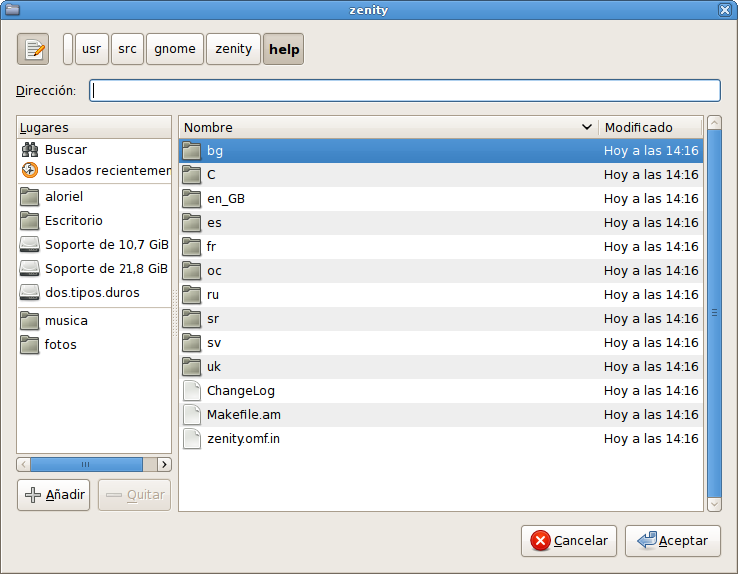 zenity
usr src gnome zenity help
Dirección:
Lugares
Buscar
Usados recientemen
aloriel
Escritorio
Soporte de 10,7 GiB
Soporte de 21,8 GiB
dos.tipos.duros
musica
fotos
Añadir Quitar
Nombre Modificado
bg Hoy a las 14:16
C Hoy a las 14:16
en_GB Hoy a las 14:16
es Hoy a las 14:16
fr Hoy a las 14:16
oc Hoy a las 14:16
ru Hoy a las 14:16
sr Hoy a las 14:16
sv Hoy a las 14:16
uk Hoy a las 14:16
ChangeLog Hoy a las 14:16
Makefile.am Hoy a las 14:16
zenity.omf.in Hoy a las 14:16
Cancelar Aceptar